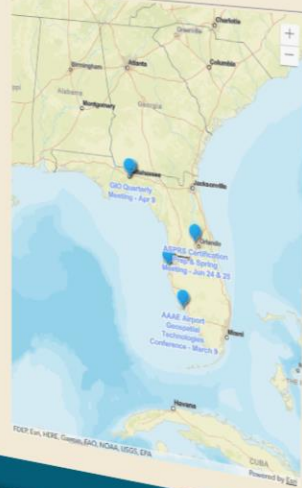 Charlotte
Greenville
Columbia
Birmingham
Atlanta
Alabama
Montgomery
Georgia
Tallahassee
Jacksonville
GIO Quarterly
Meeting - Apr 9
Orlando
ASPRS Certification
Spring
Meeting - Jun 24 & 25
AAAE Airport
Geospatial
Technologies
Conference - March 9
Miami
Havana
CUBA
FDEP, Esri, HERE, Garmin, FAO, NOAA, USGS, EPA
Powered by Esri